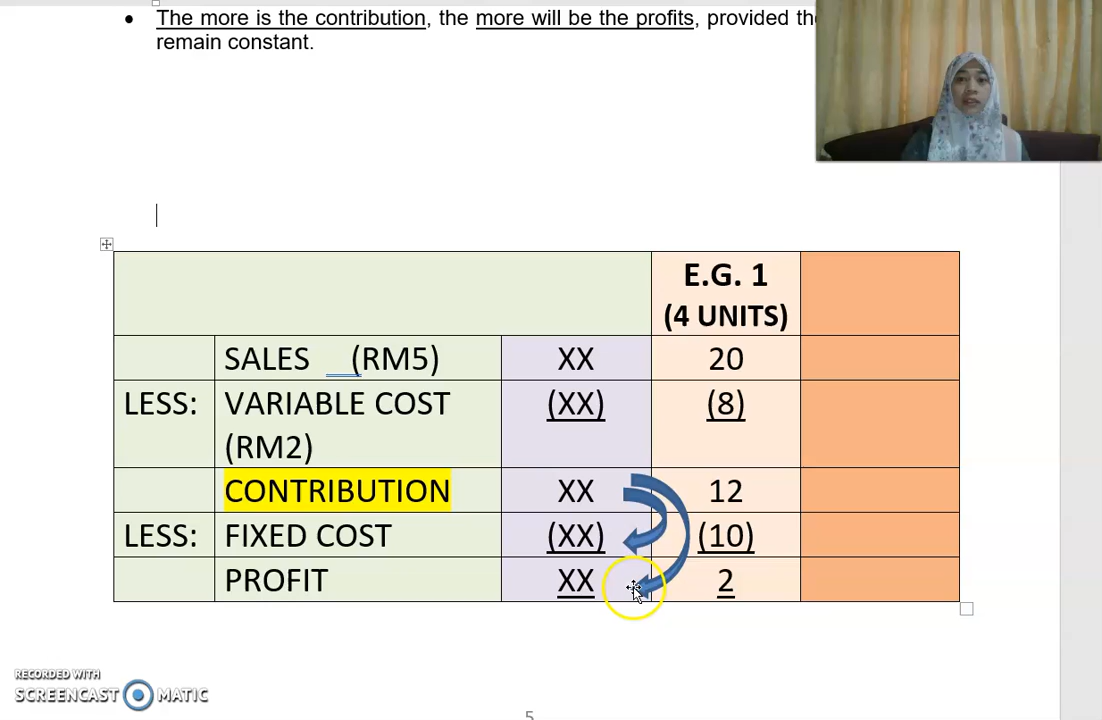 • The more is the contribution, the more will be the profits, provided
remain constant.
E.G. 1
(4 UNITS)
SALES (RM5) XX 20
LESS: VARIABLE COST (XX) (8)
(RM2)
CONTRIBUTION XX 12
LESS: FIXED COST (XX) (10)
PROFIT XX 2
RECORDED WITH
SCREENCAST MATIC
5